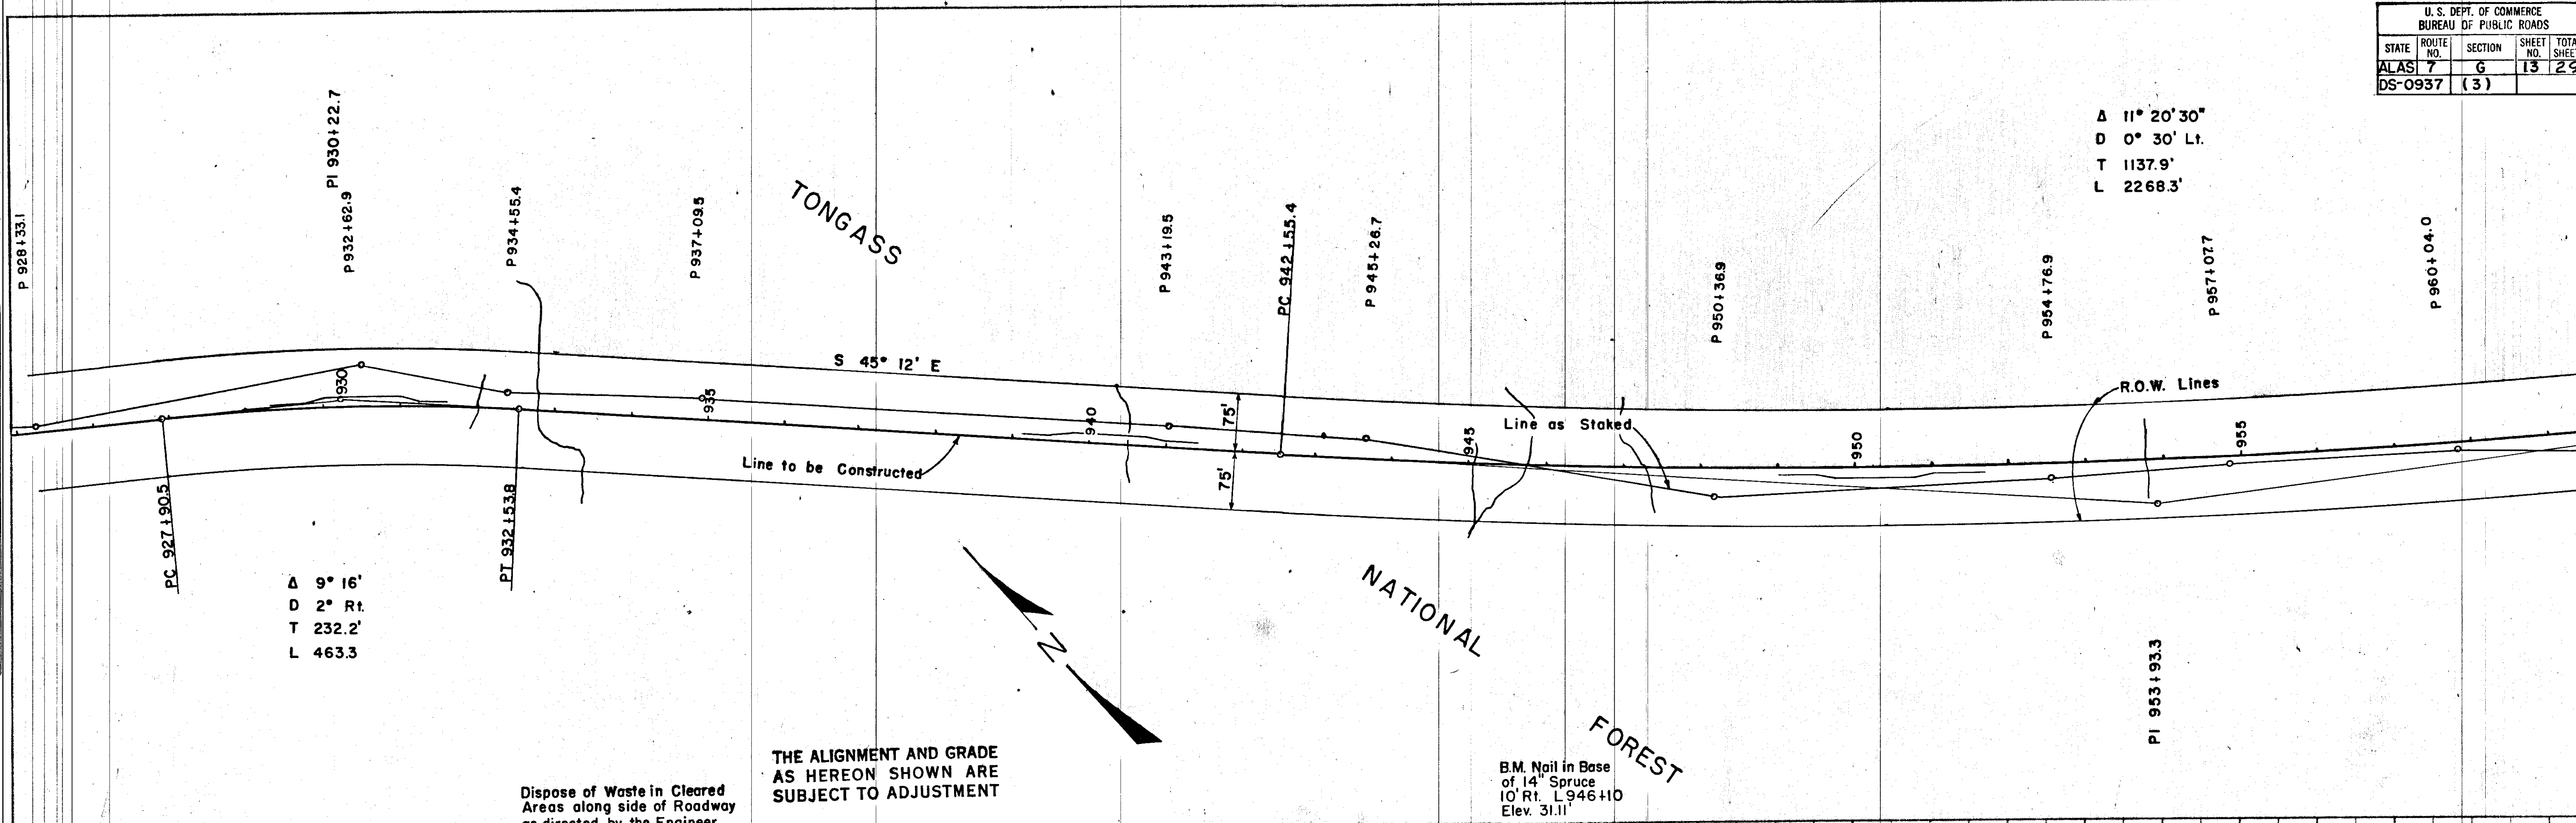 U. S. DEPT. OF COMMERCE
BUREAU OF PUBLIC ROADS
STATE ROUTE NO. SECTION SHEET NO.
ALAS 7 G 13
DS-0937 (3)
Δ 11° 20' 30"
D 0° 30' Lt.
T 1137.9'
L 2268.3'
P 928+33.1
PI 930+22.7
P 932+62.9
P 934+55.4
P 937+09.5
TONGASS
P 943+19.5
PC 942+55.4
P 945+26.7
P 950+36.9
P 954+76.9
P 957+07.7
P 960+04.0
S 45° 12' E
R.O.W. Lines
930
935
940
75'
945
Line as Staked
950
955
Line to be Constructed
75'
PC 927+90.5
PT 932+53.8
Δ 9° 16'
D 2° Rt.
T 232.2'
L 463.3
N
NATIONAL
PI 953+93.3
FOREST
THE ALIGNMENT AND GRADE
AS HEREON SHOWN ARE
SUBJECT TO ADJUSTMENT
Dispose of Waste in Cleared
Areas along side of Roadway
as directed by the Engineer
B.M. Nail in Base
of 14" Spruce
10' Rt. L 946+10
Elev. 31.11'